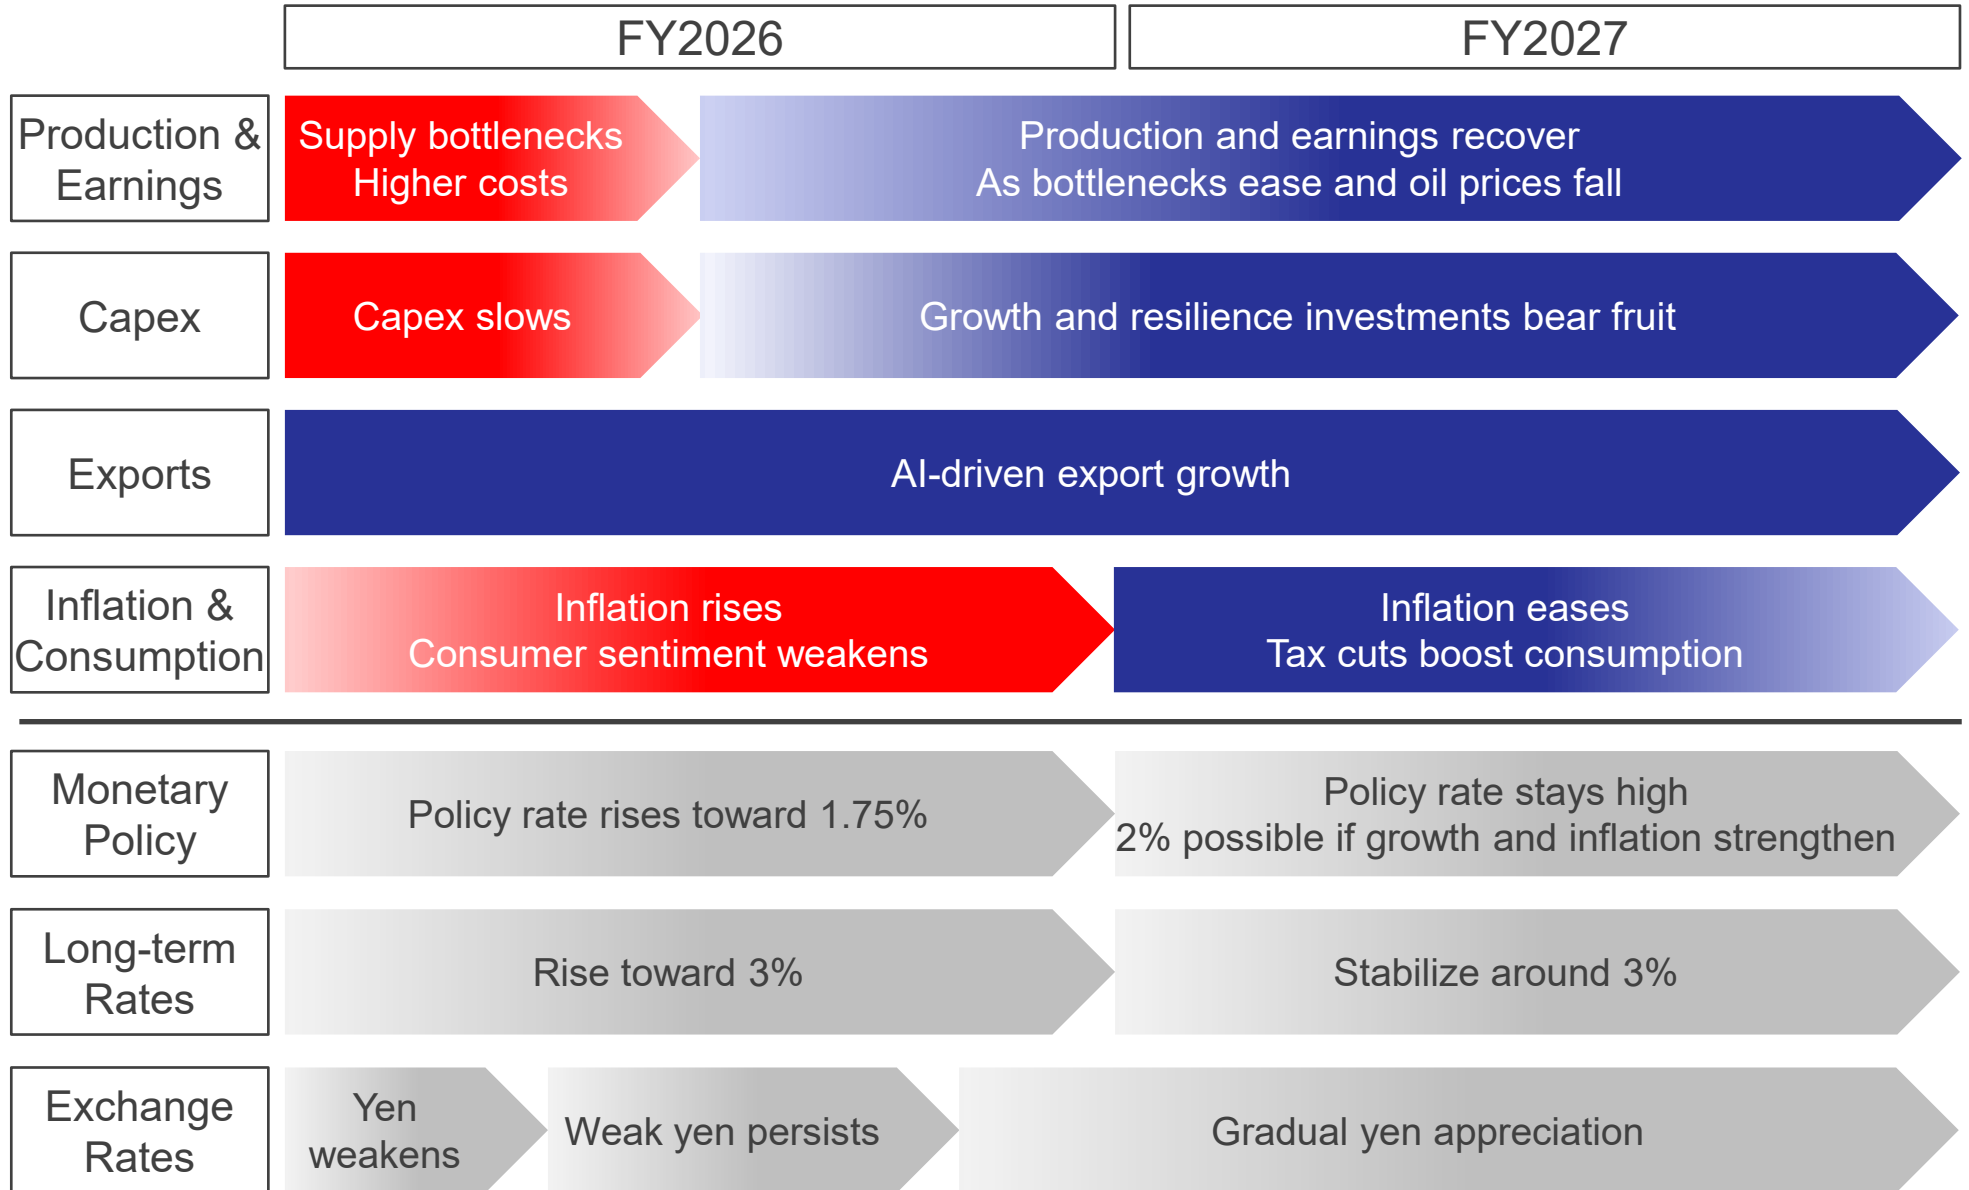 FY2026
FY2027
Production &
Earnings
Supply bottlenecks
Higher costs
Production and earnings recover
As bottlenecks ease and oil prices fall
Capex
Capex slows
Growth and resilience investments bear fruit
Exports
AI-driven export growth
Inflation &
Consumption
Inflation rises
Consumer sentiment weakens
Inflation eases
Tax cuts boost consumption
Monetary
Policy
Policy rate rises toward 1.75%
Policy rate stays high
2% possible if growth and inflation strengthen
Long-term
Rates
Rise toward 3%
Stabilize around 3%
Exchange
Rates
Yen
weakens
Weak yen persists
Gradual yen appreciation